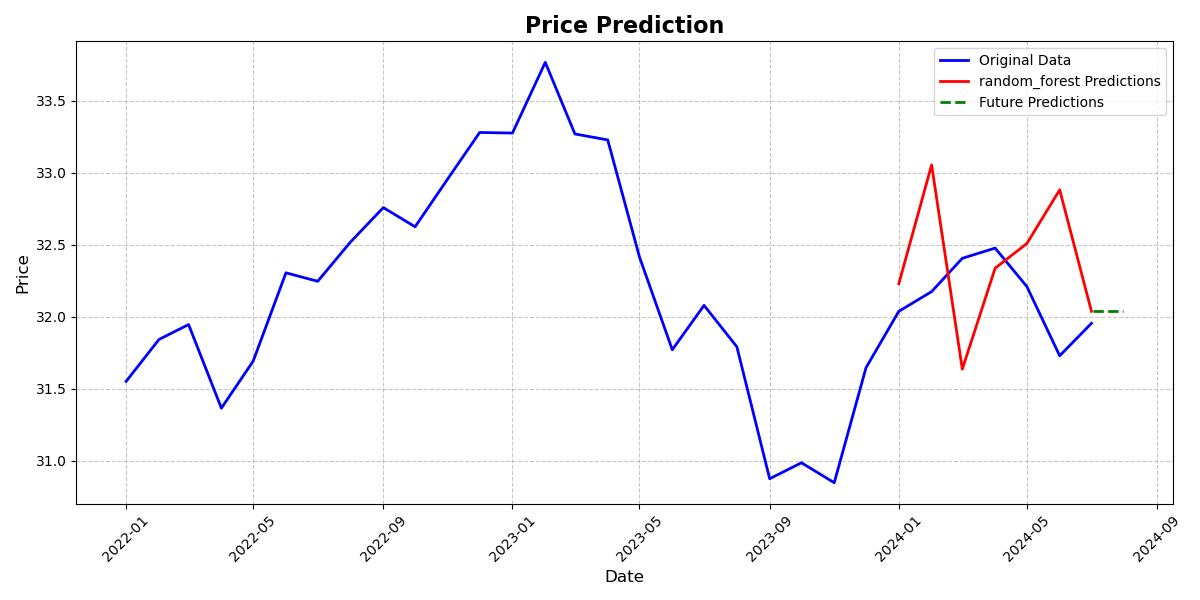 Price Prediction
Original Data
random_forest Predictions
Future Predictions
Price
33.5
33.0
32.5
32.0
31.5
31.0
2022-01
2022-05
2022-09
2023-01
2023-05
2023-09
2024-01
2024-05
2024-09
Date